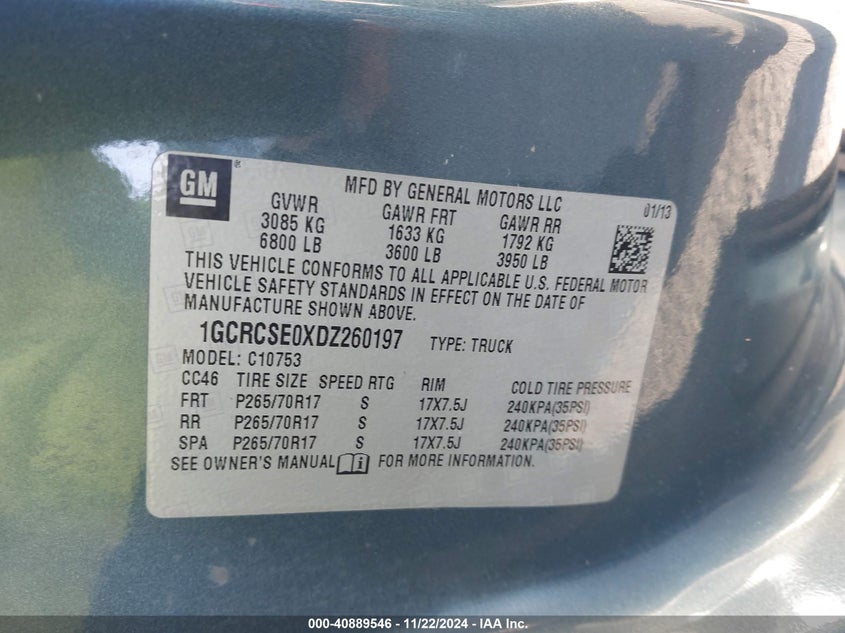 GM
MFD BY GENERAL MOTORS LLC 01/13
GVWR GAWR FRT GAWR RR
3085 KG 1633 KG 1792 KG
6800 LB 3600 LB 3950 LB
THIS VEHICLE CONFORMS TO ALL APPLICABLE U.S. FEDERAL MOTOR
VEHICLE SAFETY STANDARDS IN EFFECT ON THE DATE OF
MANUFACTURE SHOWN ABOVE.
1GCRCSE0XDZ260197 TYPE: TRUCK
MODEL: C10753
CC46 TIRE SIZE SPEED RTG RIM COLD TIRE PRESSURE
FRT P265/70R17 S 17X7.5J 240KPA(35PSI)
RR P265/70R17 S 17X7.5J 240KPA(35PSI)
SPA P265/70R17 S 17X7.5J 240KPA(35PSI)
SEE OWNER'S MANUAL i FOR MORE INFORMATION.
000-40889546 - 11/22/2024 - IAA Inc.